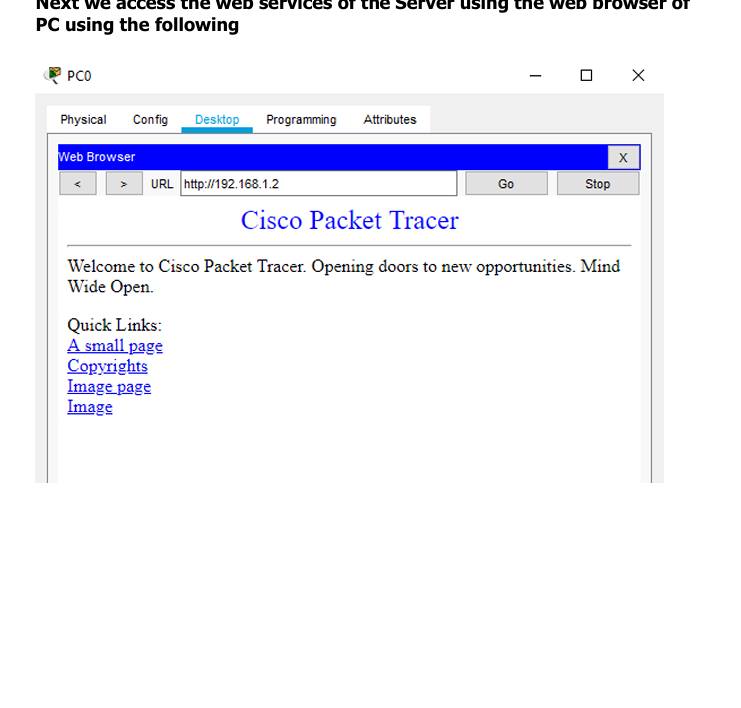 Next we access the web services of the Server using the web browser of
PC using the following
PC0
Physical Config Desktop Programming Attributes
Web Browser X
< > URL http://192.168.1.2 Go Stop
Cisco Packet Tracer
Welcome to Cisco Packet Tracer. Opening doors to new opportunities. Mind
Wide Open.
Quick Links:
A small page
Copyrights
Image page
Image